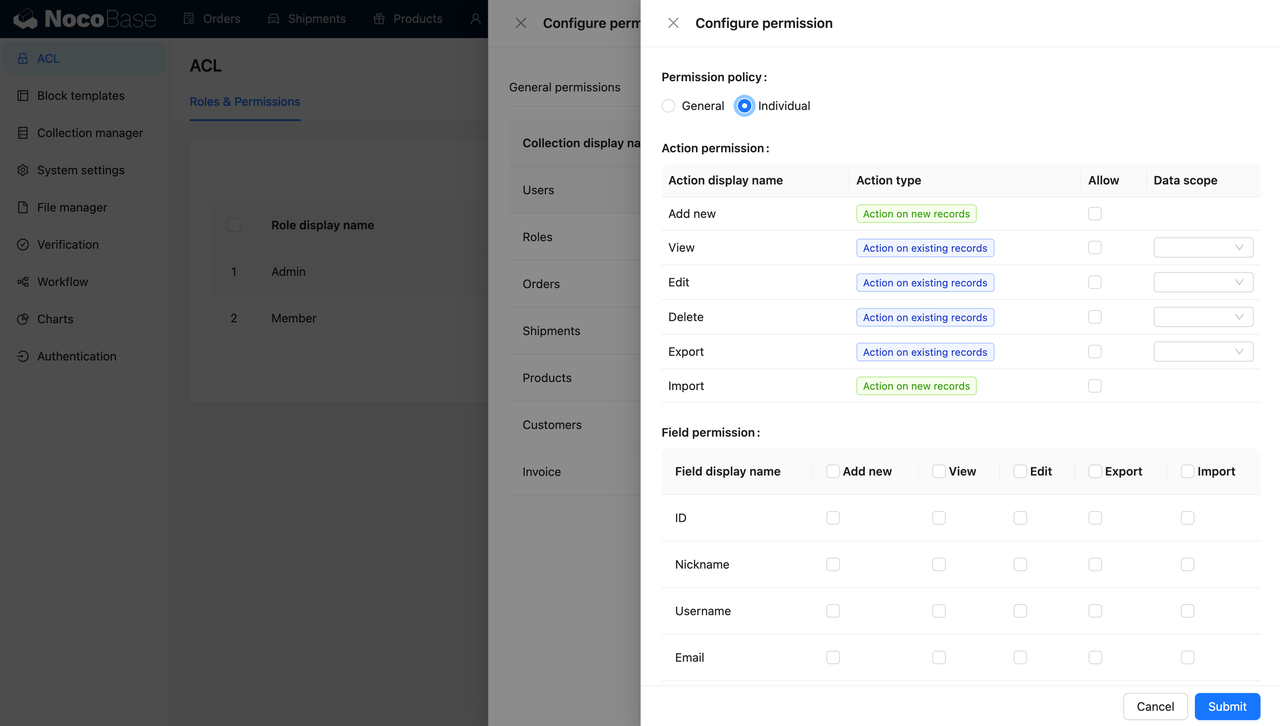 NocoBase
Orders
Shipments
Products
ACL
Block templates
Collection manager
System settings
File manager
Verification
Workflow
Charts
Authentication
ACL
Roles & Permissions
Role display name
1 Admin
2 Member
Configure perm
General permissions
Collection display na
Users
Roles
Orders
Shipments
Products
Customers
Invoice
Configure permission
Permission policy:
General Individual
Action permission:
Action display name Action type Allow Data scope
Add new Action on new records
View Action on existing records
Edit Action on existing records
Delete Action on existing records
Export Action on existing records
Import Action on new records
Field permission:
Field display name Add new View Edit Export Import
ID
Nickname
Username
Email
Cancel Submit